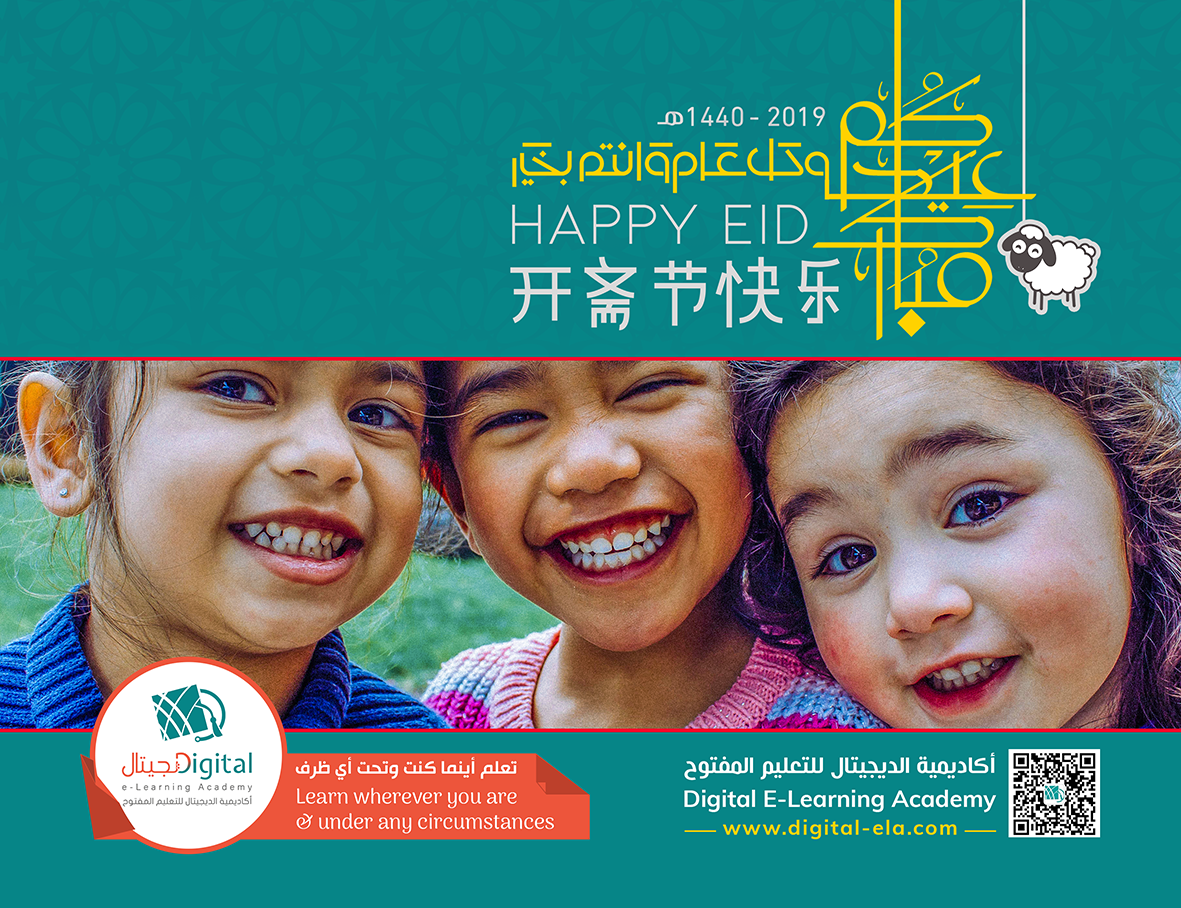 1440 - 2019هـ
عيدكم مبارك
وكل عام وانتم بخير
HAPPY EID
开斋节快乐
Digital ديجيتال
e-Learning Academy
أكاديمية الديجيتال للتعليم المفتوح
تعلم أينما كنت وتحت أي ظرف
Learn wherever you are
& under any circumstances
أكاديمية الديجيتال للتعليم المفتوح
Digital E-Learning Academy
www.digital-ela.com